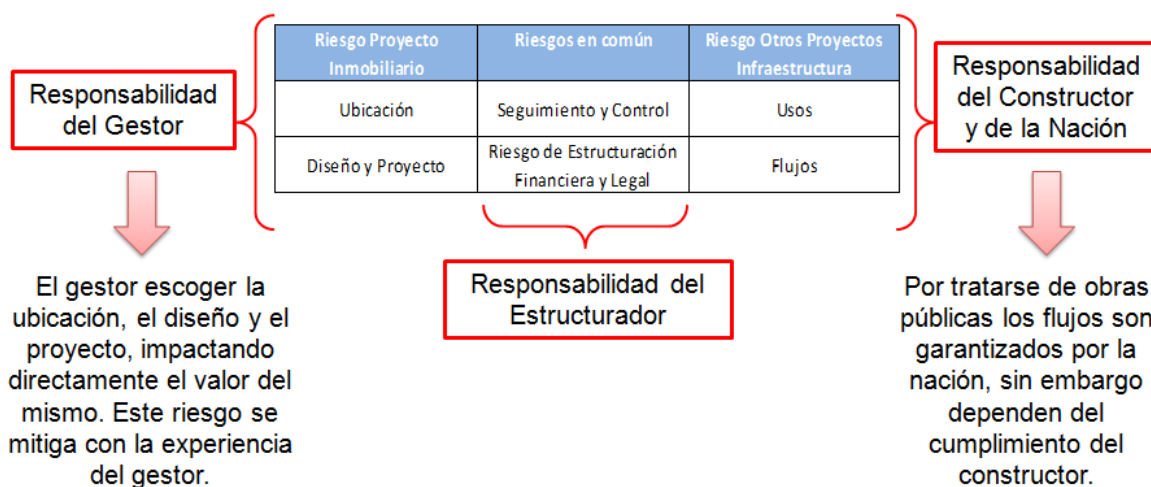 Responsabilidad
del Gestor
Riesgo Proyecto
Inmobiliario
Riesgos en común
Riesgo Otros Proyectos
Infraestructura
Ubicación
Seguimiento y Control
Usos
Diseño y Proyecto
Riesgo de Estructuración
Financiera y Legal
Flujos
Responsabilidad
del Constructor
y de la Nación
El gestor escoger la
ubicación, el diseño y el
proyecto, impactando
directamente el valor del
mismo. Este riesgo se
mitiga con la experiencia
del gestor.
Responsabilidad del
Estructurador
Por tratarse de obras
públicas los flujos son
garantizados por la
nación, sin embargo
dependen del
cumplimiento del
constructor.